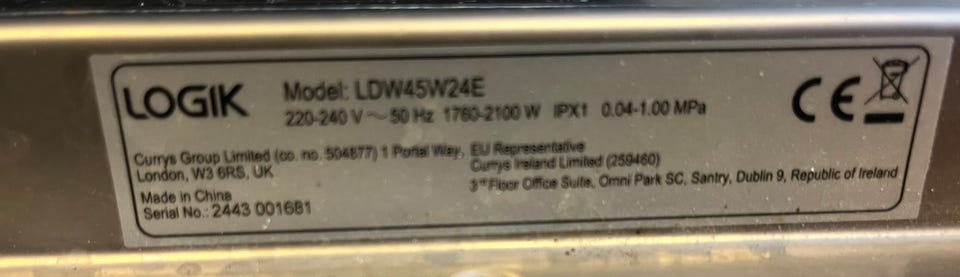 LOGIK
Model: LDW45W24E
220-240 V ~ 50 Hz 1760-2100 W IPX1 0.04-1.00 MPa
CE
Currys Group Limited (co. no. 504877) 1 Portal Way,
London, W3 6RS, UK
EU Representative
Currys Ireland Limited (259460)
3rd Floor Office Suite, Omni Park SC, Santry, Dublin 9, Republic of Ireland
Made in China
Serial No.: 2443 001681